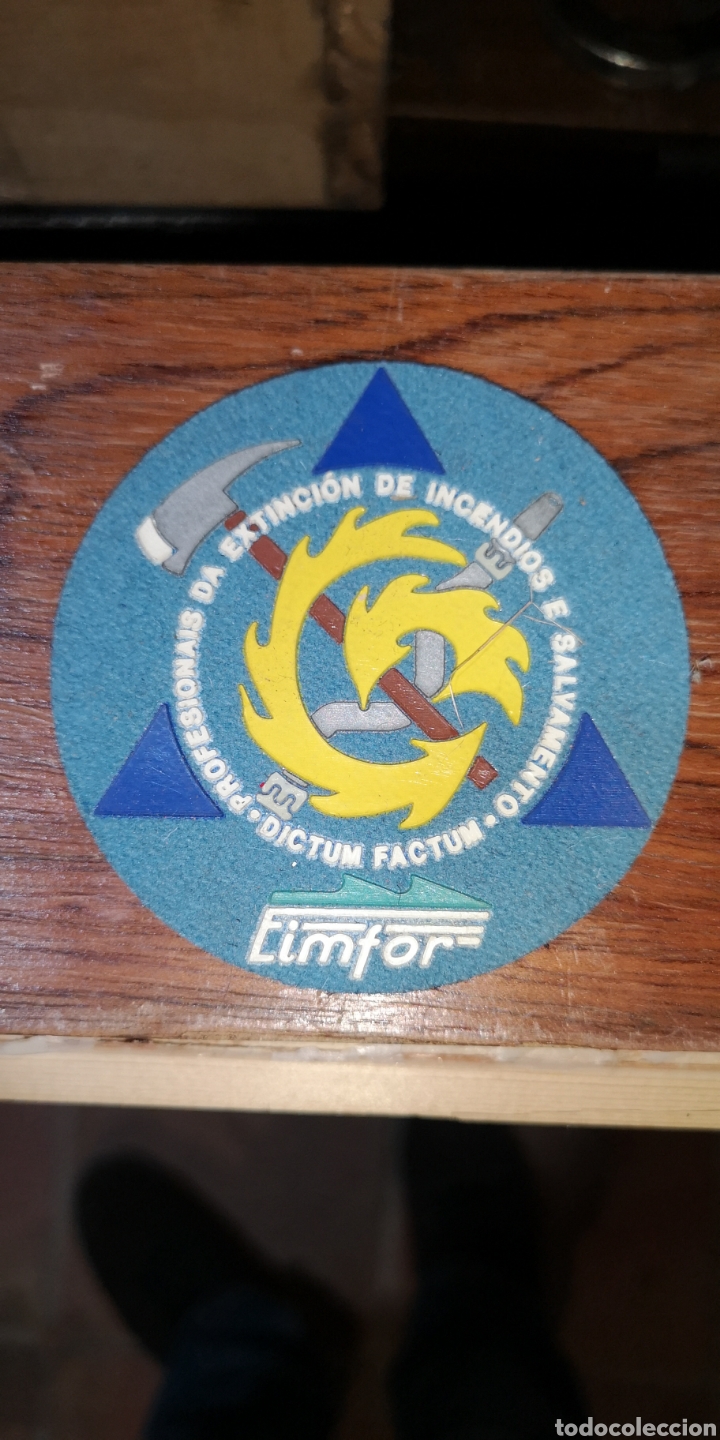 PROFESIONAIS DA EXTINCIÓN DE INCENDIOS E SALVAMENTO
DICTUM FACTUM
Eimfor
todocoleccion